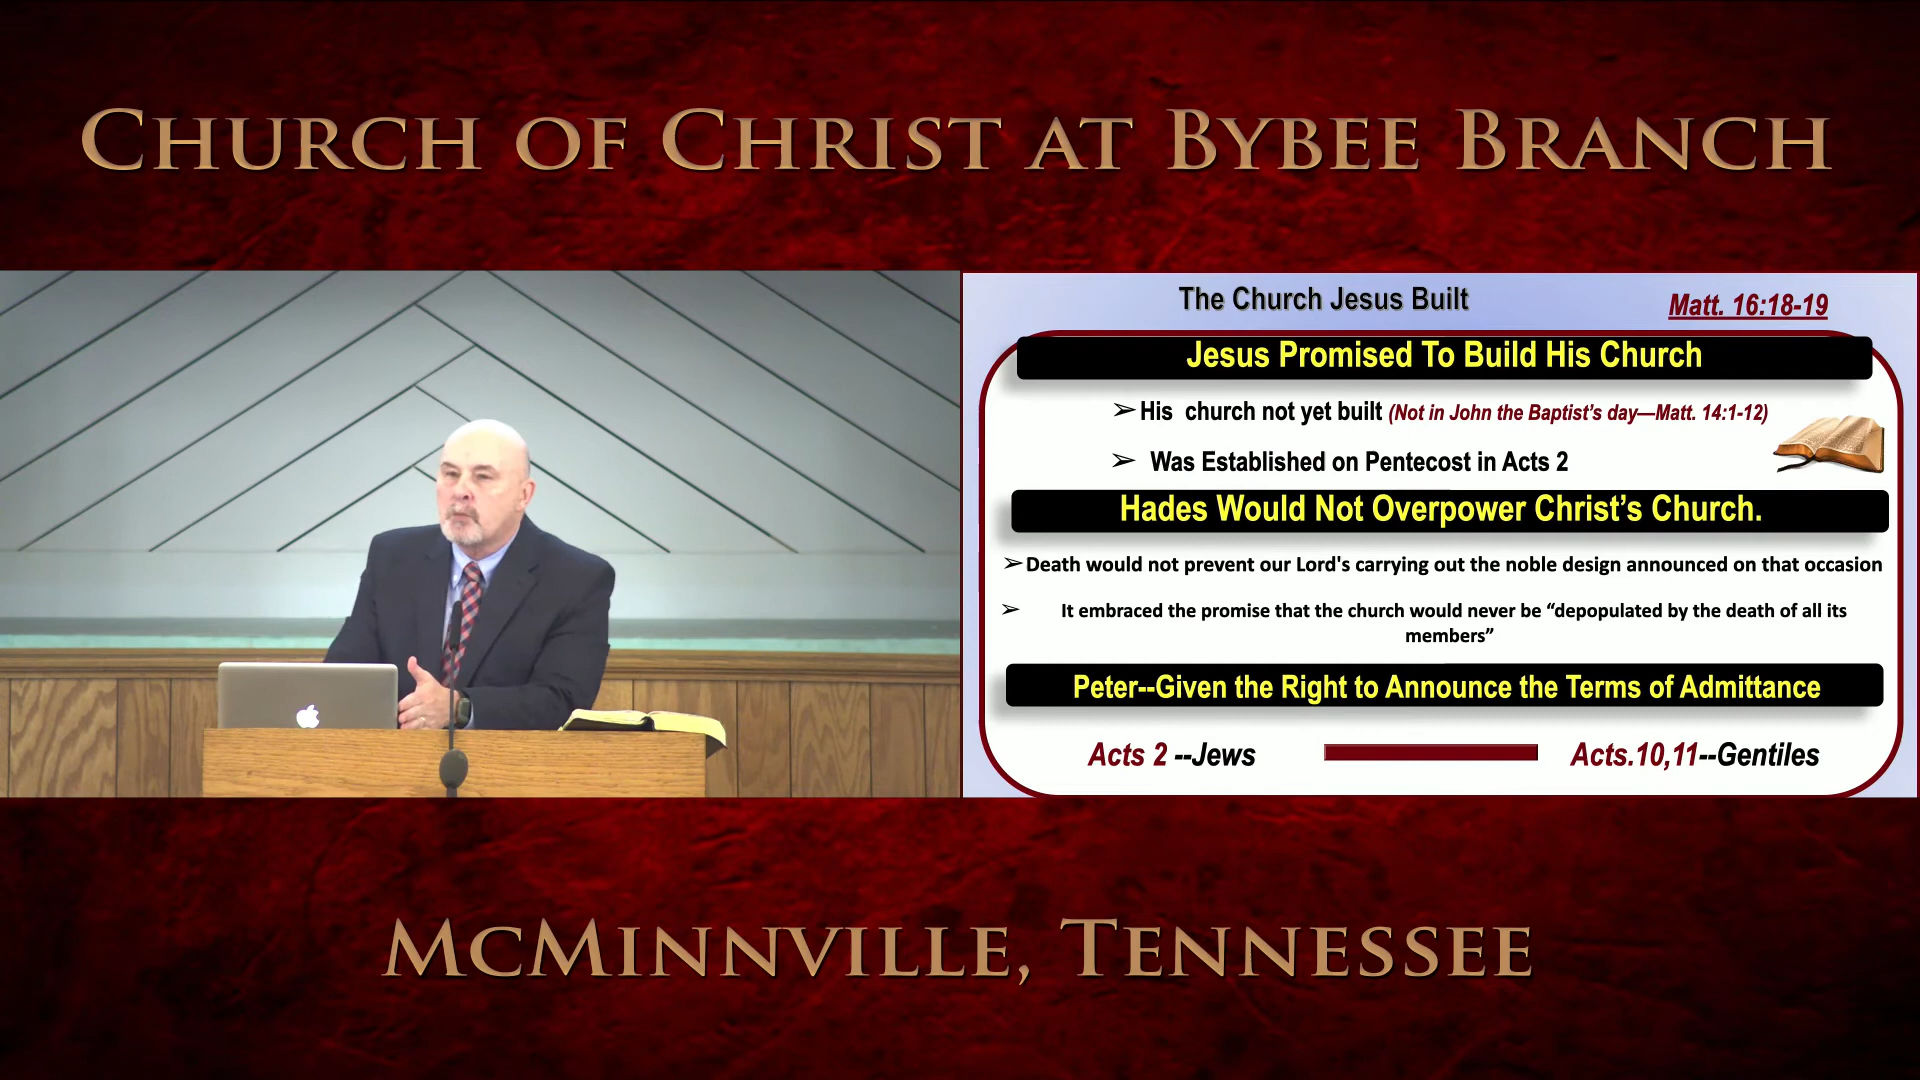 Church of Christ at Bybee Branch
The Church Jesus Built
Matt. 16:18-19
Jesus Promised To Build His Church
➢His church not yet built (Not in John the Baptist's day—Matt. 14:1-12)
➢ Was Established on Pentecost in Acts 2
Hades Would Not Overpower Christ's Church.
➢Death would not prevent our Lord's carrying out the noble design announced on that occasion
➢ It embraced the promise that the church would never be “depopulated by the death of all its
members”
Peter--Given the Right to Announce the Terms of Admittance
Acts 2 --Jews
Acts.10,11--Gentiles
McMinnville, Tennessee